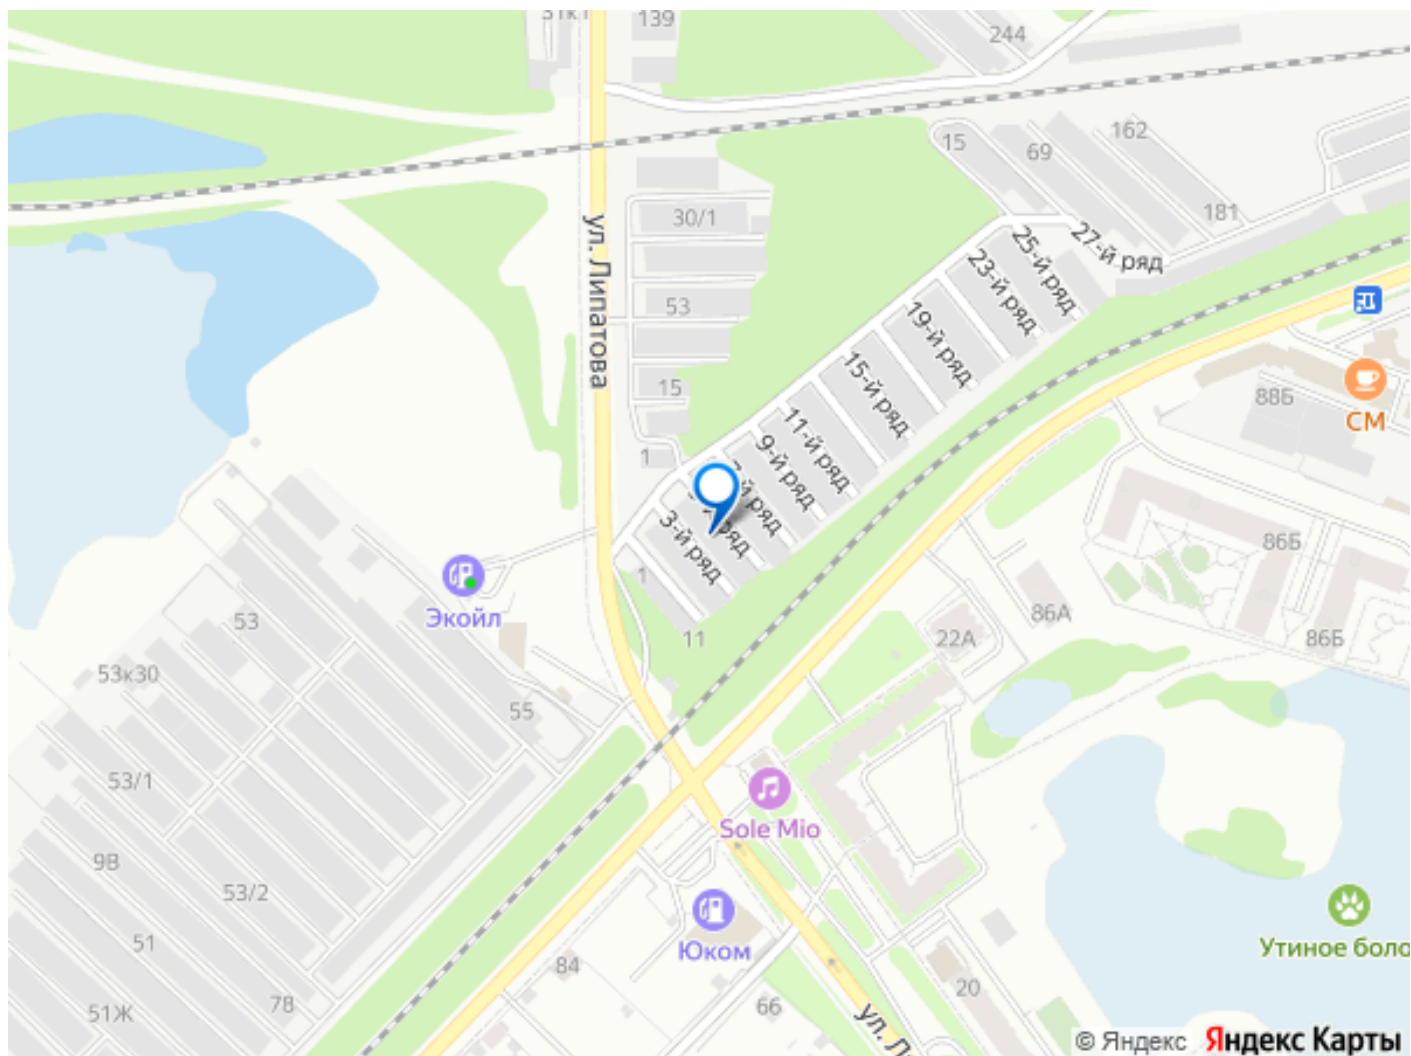 31к1
139
244
162
15
69
181
30/1
ул. Липатова
27-й ряд
25-й ряд
23-й ряд
53
19-й ряд
15-й ряд
15
88Б
СМ
11-й ряд
9-й ряд
1
й ряд
ряд
3-й ряд
86Б
1
Экойл
86А
53
22А
11
86Б
53к30
55
53/1
Sole Mio
9В
53/2
Юком
51
Утиное боло
84
20
78
66
51Ж
ул. Л
© Яндекс Яндекс Карты